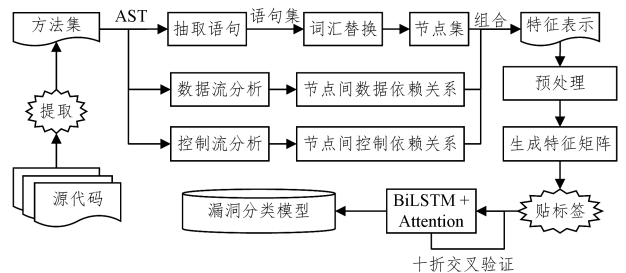 方法集
AST
抽取语句
语句集
词汇替换
节点集
组合
特征表示
数据流分析
节点间数据依赖关系
预处理
提取
控制流分析
节点间控制依赖关系
生成特征矩阵
源代码
漏洞分类模型
BiLSTM +
Attention
贴标签
十折交叉验证